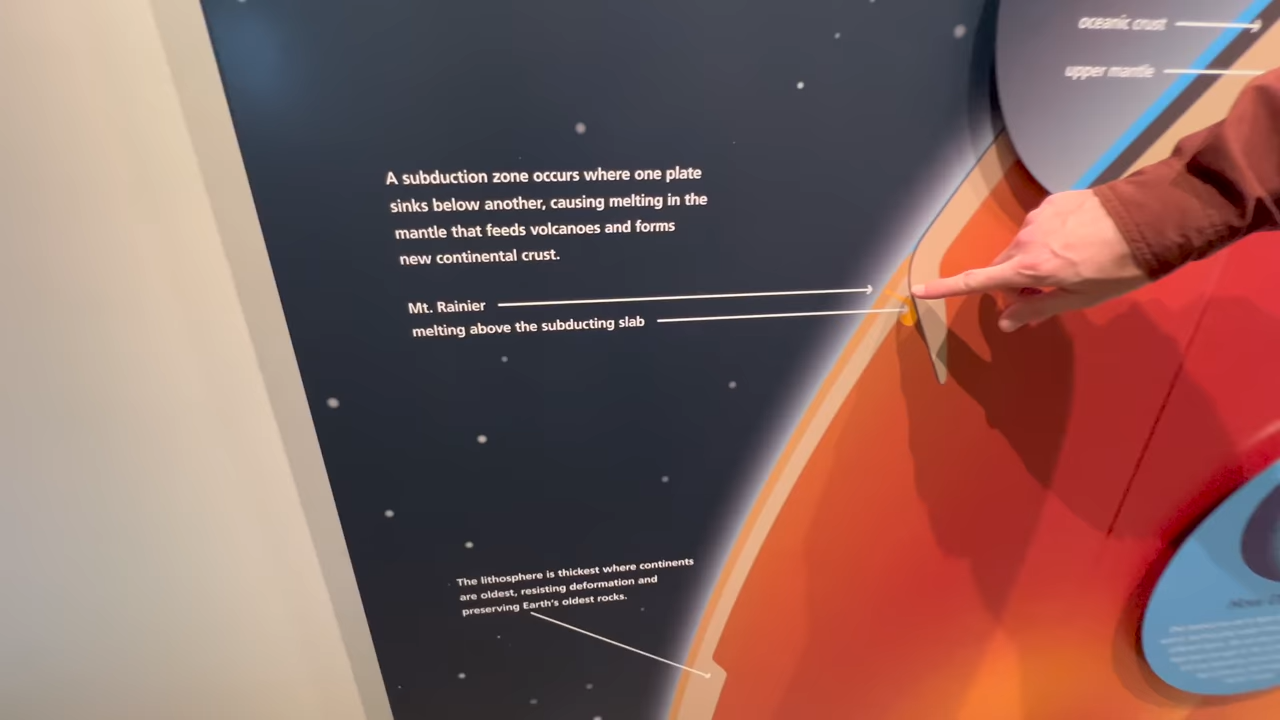 oceanic crust
upper mantle
A subduction zone occurs where one plate
sinks below another, causing melting in the
mantle that feeds volcanoes and forms
new continental crust.
Mt. Rainier
melting above the subducting slab
The lithosphere is thickest where continents
are oldest, resisting deformation and
preserving Earth's oldest rocks.